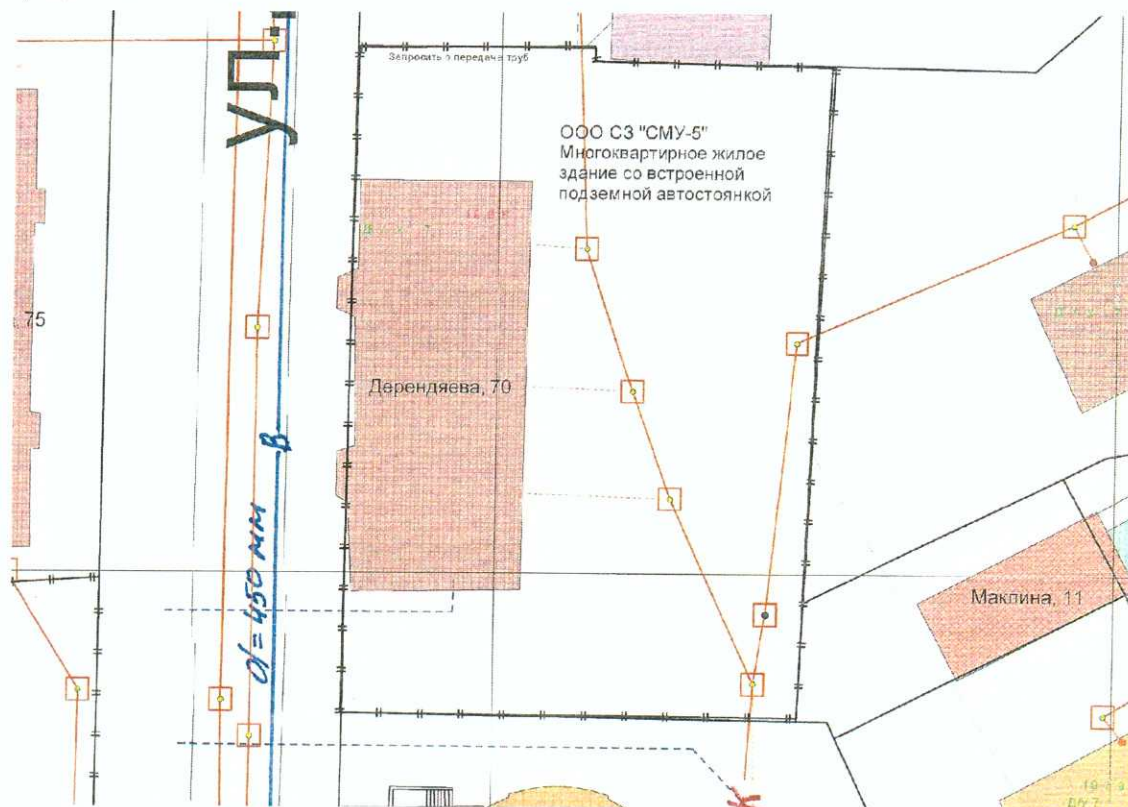 УЛ
Запросить о передаче труб
ООО СЗ "СМУ-5"
Многоквартирное жилое
здание со встроенной
подземной автостоянкой
75
Дерендяева, 70
В
d=450 мм
Маклина, 11
К